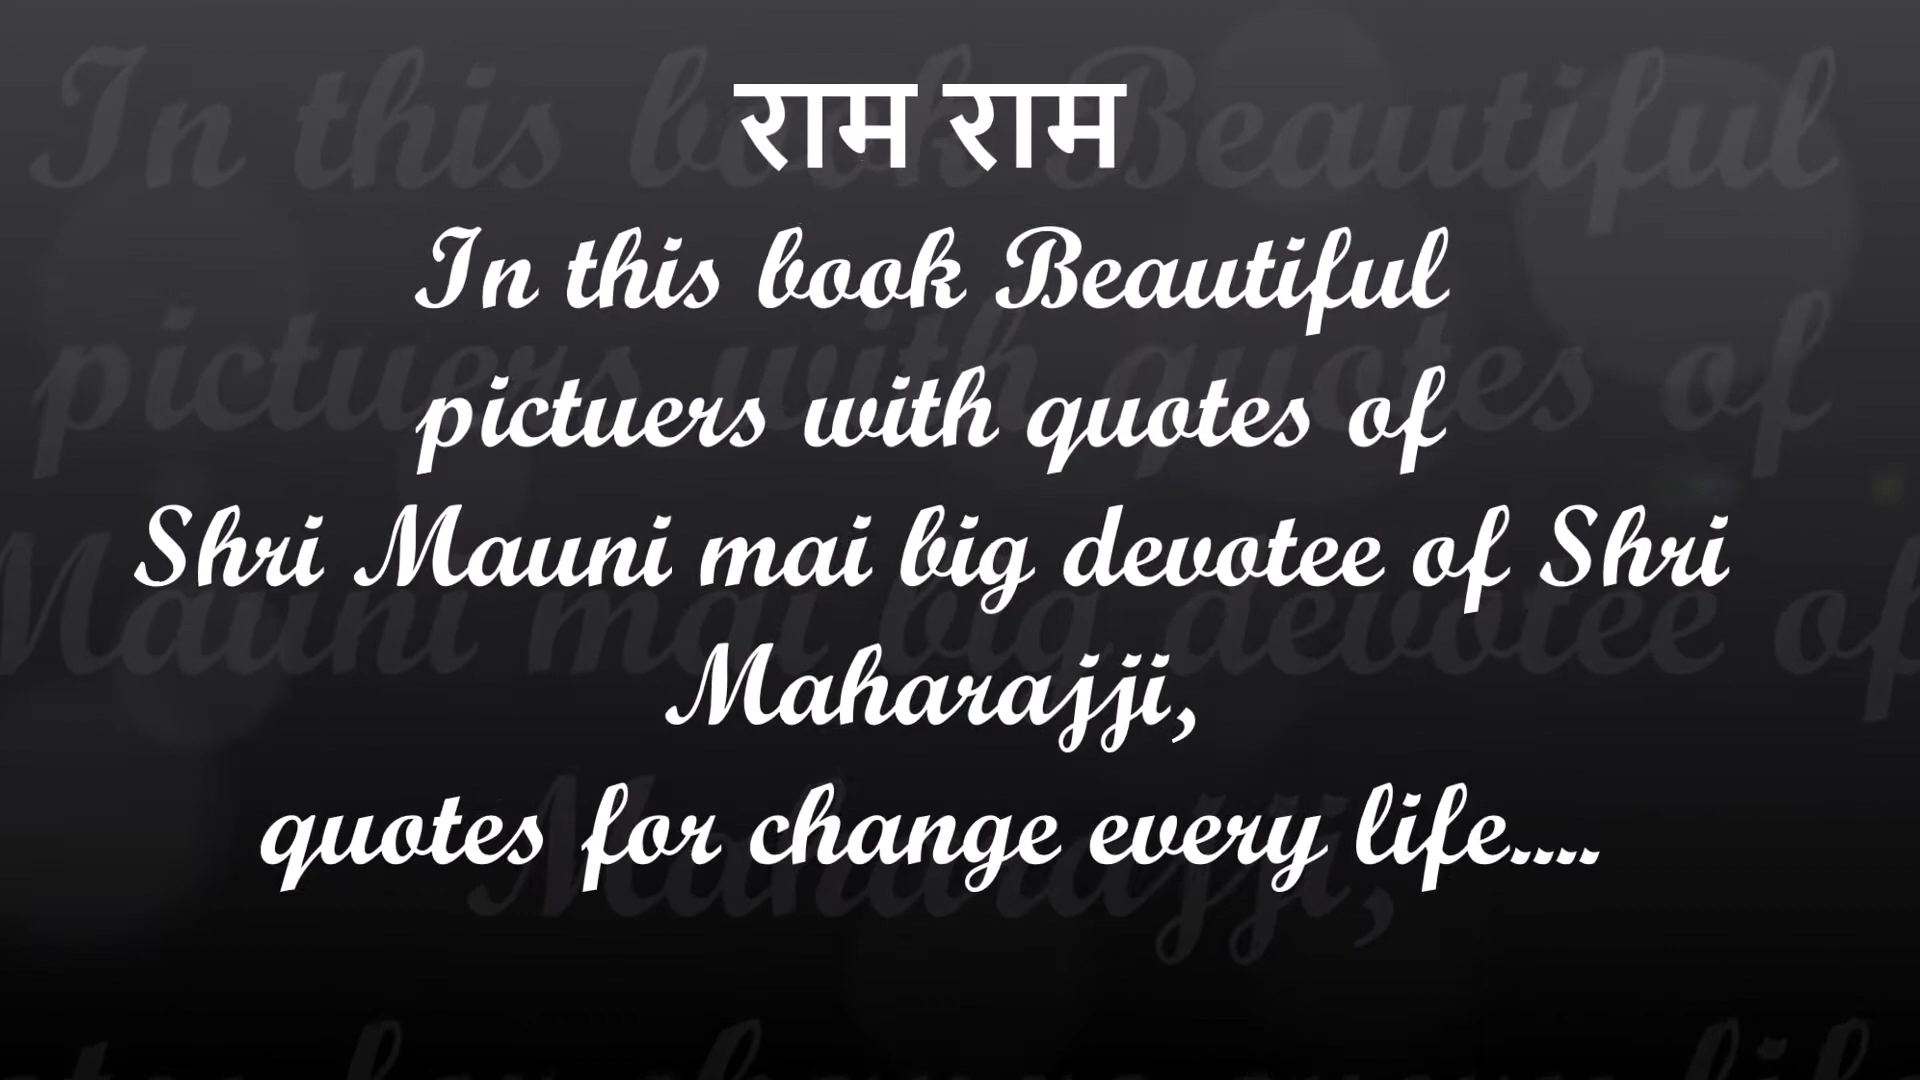 राम राम
In this book Beautiful
pictuers with quotes of
Shri Mauni mai big devotee of Shri
Maharajji,
quotes for change every life....